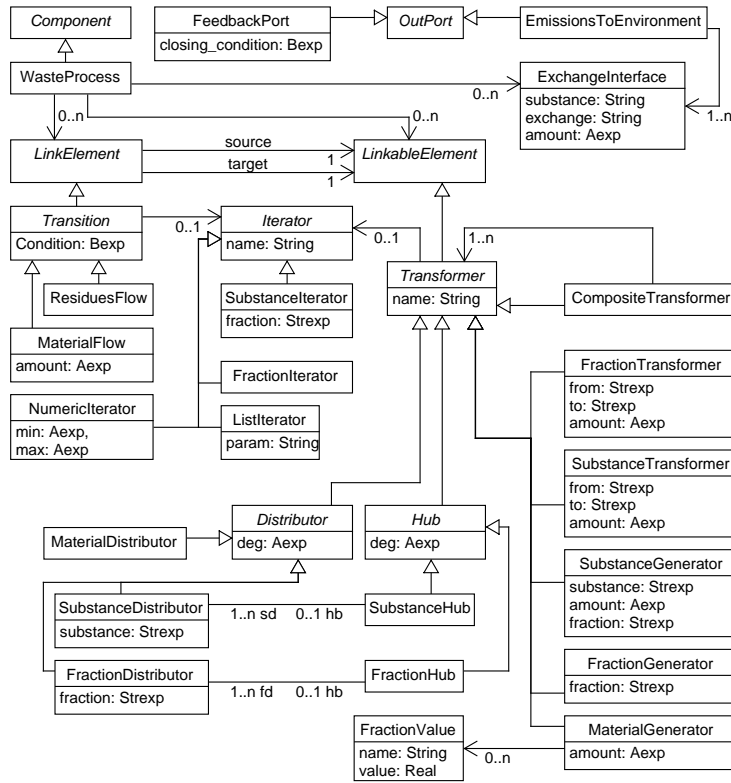 Component
FeedbackPort
closing_condition: Bexp
OutPort
EmissionsToEnvironment
WasteProcess
ExchangeInterface
substance: String
exchange: String
amount: Aexp
0..n
0..n
0..n
1..n
LinkElement
source
1
target
1
LinkableElement
Transition
Condition: Bexp
0..1
Iterator
name: String
0..1
1..n
Transformer
name: String
CompositeTransformer
ResiduesFlow
SubstanceIterator
fraction: Strexp
MaterialFlow
amount: Aexp
FractionIterator
NumericIterator
min: Aexp,
max: Aexp
ListIterator
param: String
FractionTransformer
from: Strexp
to: Strexp
amount: Aexp
SubstanceTransformer
from: Strexp
to: Strexp
amount: Aexp
MaterialDistributor
Distributor
deg: Aexp
Hub
deg: Aexp
SubstanceGenerator
substance: Strexp
amount: Aexp
fraction: Strexp
SubstanceDistributor
substance: Strexp
1..n sd
0..1 hb
SubstanceHub
FractionDistributor
fraction: Strexp
1..n fd
0..1 hb
FractionHub
FractionGenerator
fraction: Strexp
FractionValue
name: String
value: Real
0..n
MaterialGenerator
amount: Aexp